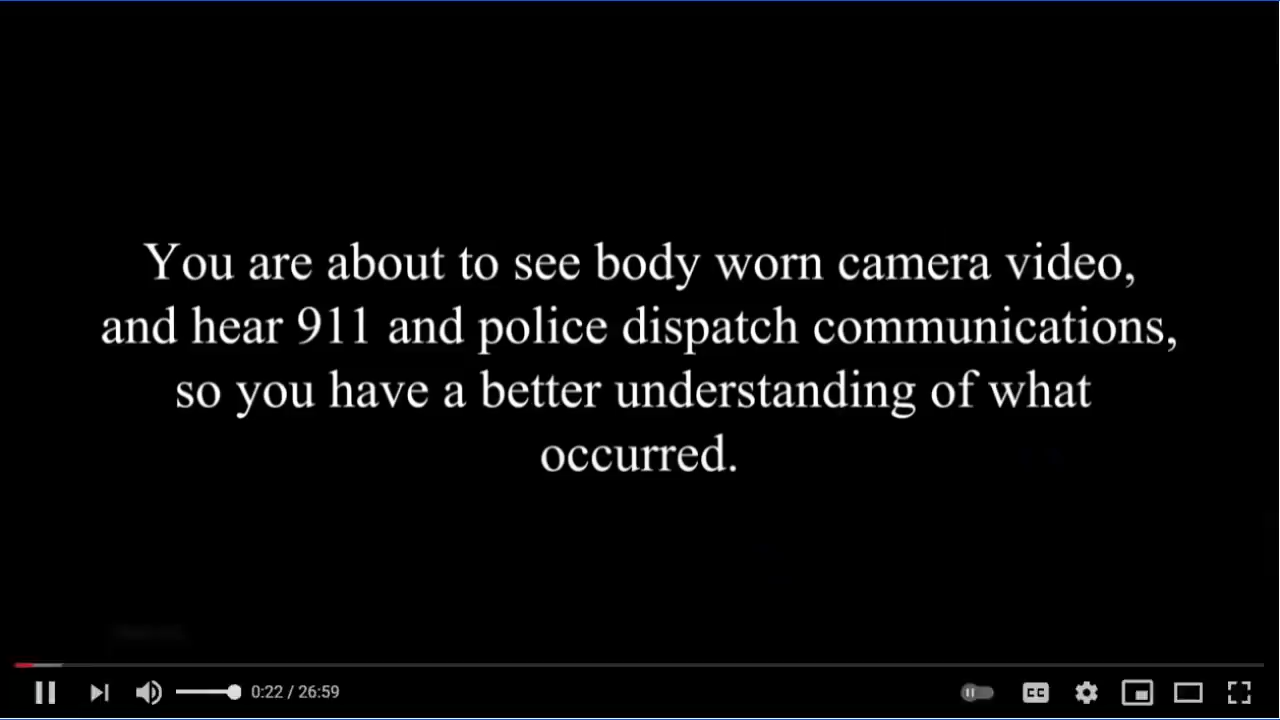 You are about to see body worn camera video,
and hear 911 and police dispatch communications,
so you have a better understanding of what
occurred.
0:22 / 26:59
CC